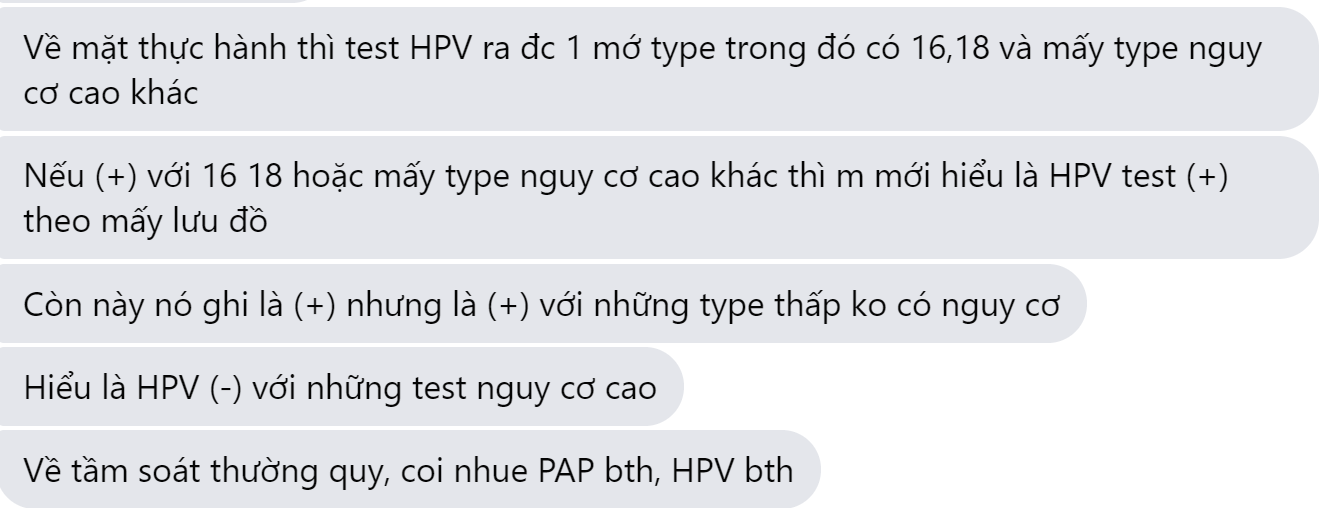 Về mặt thực hành thì test HPV ra đc 1 mớ type trong đó có 16,18 và mấy type nguy
cơ cao khác
Nếu (+) với 16 18 hoặc mấy type nguy cơ cao khác thì m mới hiểu là HPV test (+)
theo mấy lưu đồ
Còn này nó ghi là (+) nhưng là (+) với những type thấp ko có nguy cơ
Hiểu là HPV (-) với những test nguy cơ cao
Về tầm soát thường quy, coi nhue PAP bth, HPV bth